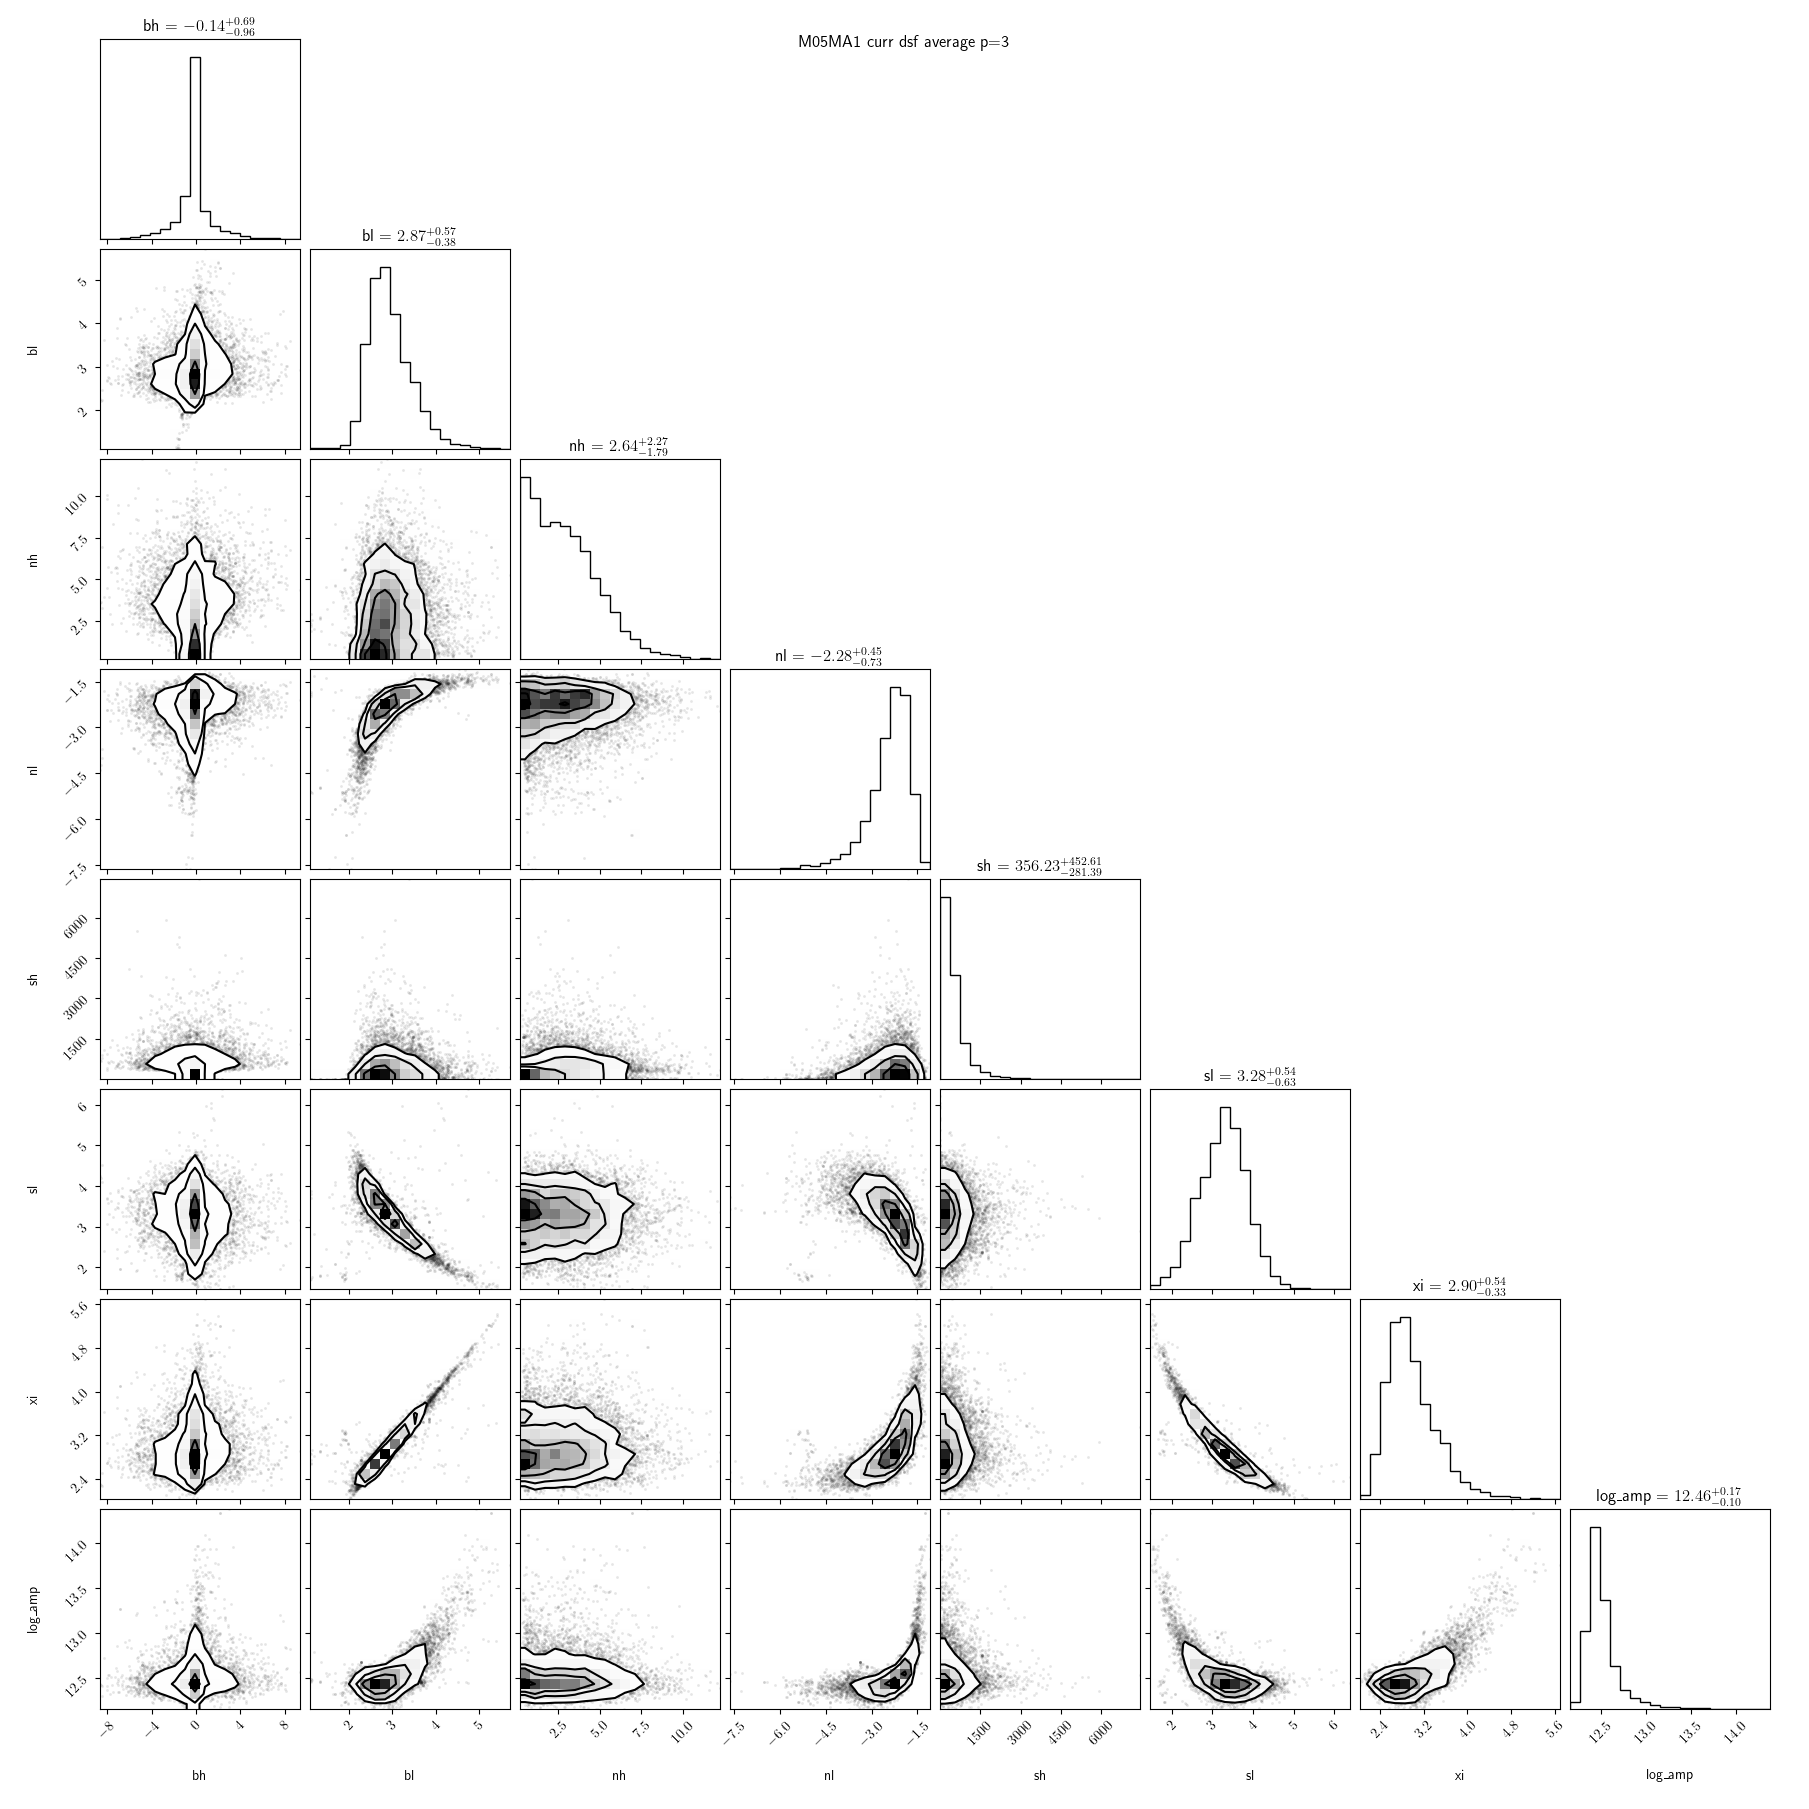 M05MA1 curr dsf average p=3
bh = −0.14+0.69−0.96
bl = 2.87+0.57−0.38
5
4
3
2
bl
nh = 2.64+2.27−1.79
10.0
7.5
5.0
2.5
nh
nl = −2.28+0.45−0.73
−1.5
−3.0
−4.5
−6.0
−7.5
nl
sh = 356.23+452.61−281.39
6000
4500
3000
1500
sh
sl = 3.28+0.54−0.63
6
5
4
3
2
sl
xi = 2.90+0.54−0.33
5.6
4.8
4.0
3.2
2.4
xi
log_amp = 12.46+0.17−0.10
14.0
13.5
13.0
12.5
log_amp
−8 −4 0 4 8 2 3 4 5 2.5 5.0 7.5 10.0 −7.5 −6.0 −4.5 −3.0 −1.5 1500 3000 4500 6000 2 3 4 5 6 2.4 3.2 4.0 4.8 5.6 12.5 13.0 13.5 14.0
bh bl nh nl sh sl xi log_amp